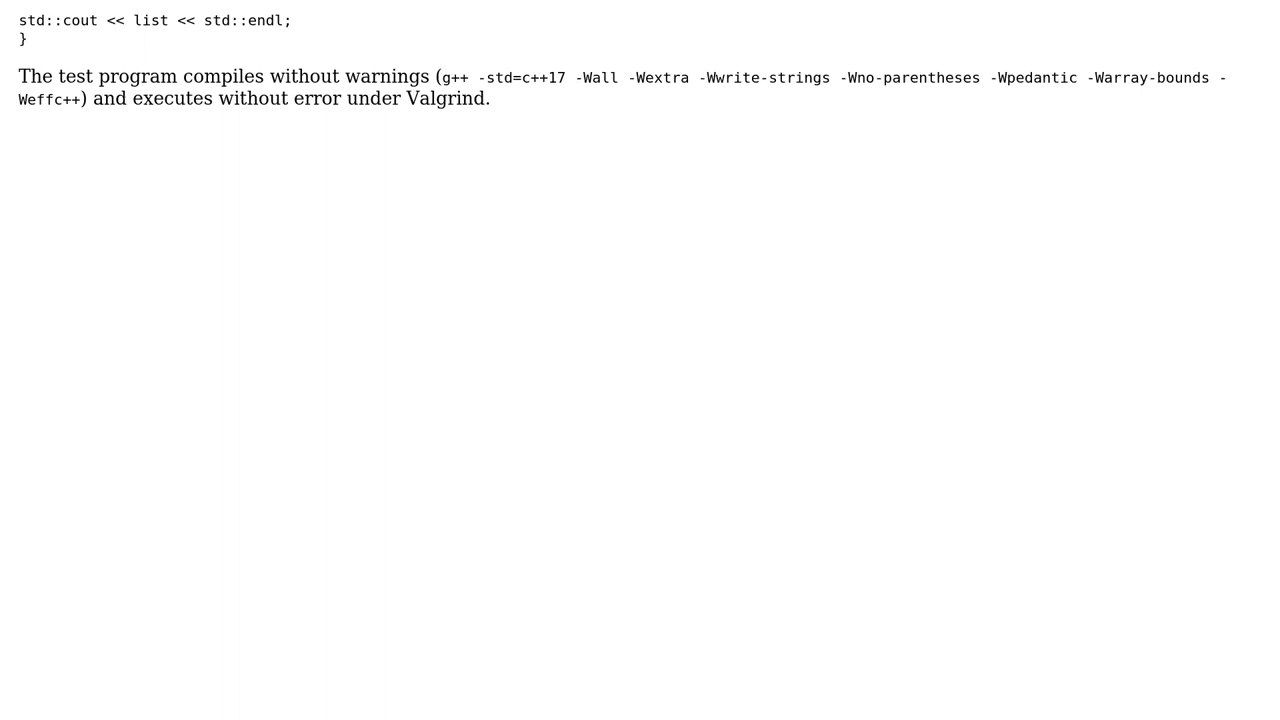 std::cout << list << std::endl;
}
The test program compiles without warnings (g++ -std=c++17 -Wall -Wextra -Wwrite-strings -Wno-parentheses -Wpedantic -Warray-bounds -
Weffc++) and executes without error under Valgrind.